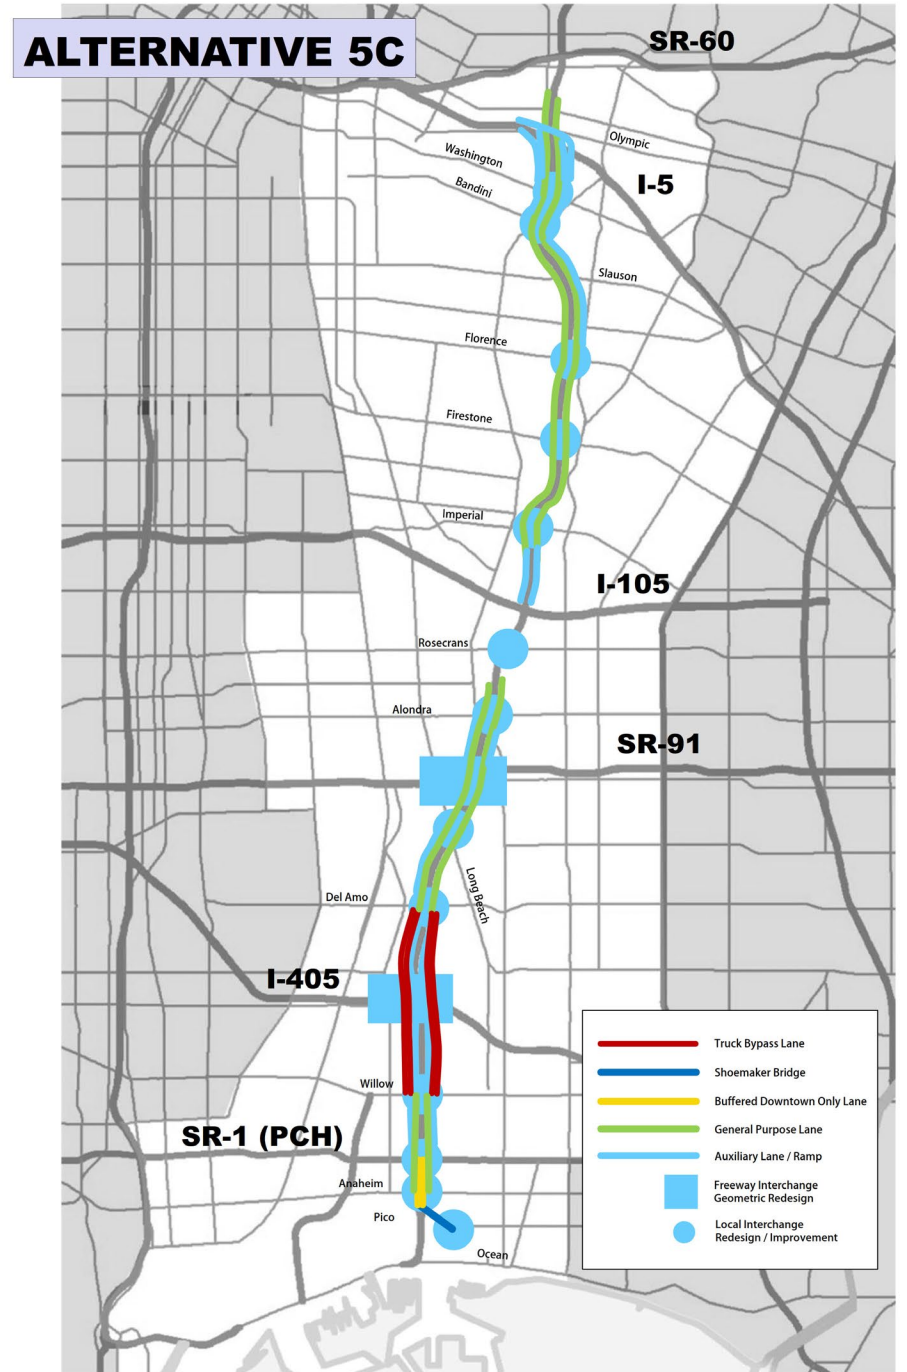 ALTERNATIVE 5C
SR-60
Olympic
Washington
I-5
Bandini
Slauson
Florence
Firestone
Imperial
I-105
Rosecrans
Alondra
SR-91
Long Beach
Del Amo
I-405
Truck Bypass Lane
Shoemaker Bridge
Willow
Buffered Downtown Only Lane
General Purpose Lane
SR-1 (PCH)
Auxiliary Lane / Ramp
Anaheim
Freeway Interchange
Geometric Redesign
Pico
Local Interchange
Redesign / Improvement
Ocean